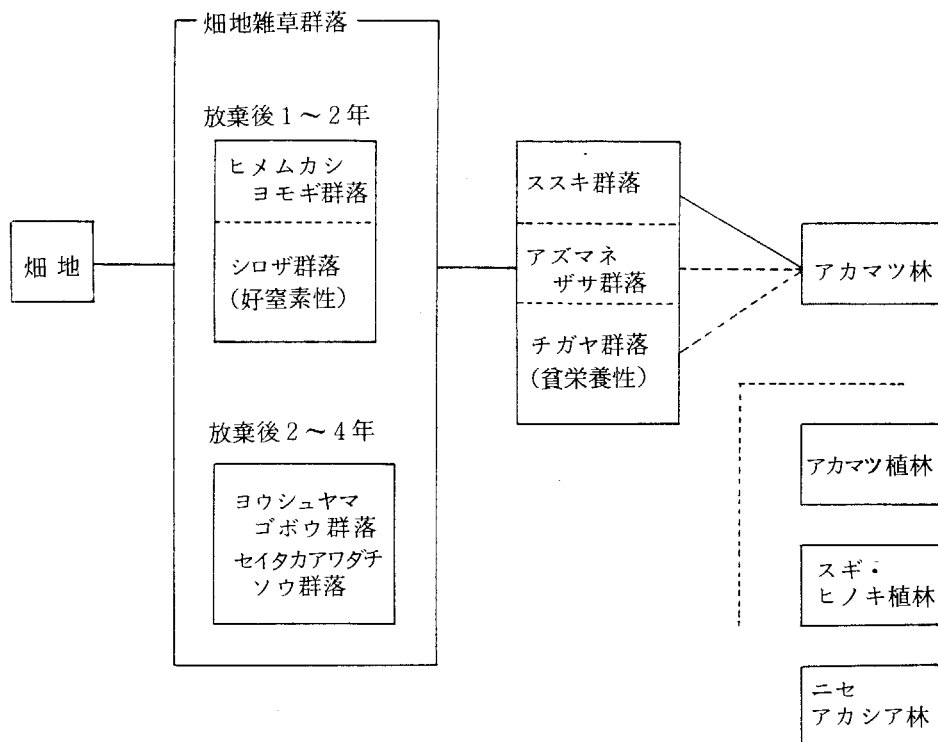 畑地雑草群落
放棄後1～2年
ヒメムカシ
ヨモギ群落
シロザ群落
(好窒素性)
放棄後2～4年
ヨウシュヤマ
ゴボウ群落
セイタカアワダチ
ソウ群落
畑地
ススキ群落
アズマネ
ザサ群落
チガヤ群落
(貧栄養性)
アカマツ林
アカマツ植林
スギ・
ヒノキ植林
ニセ
アカシア林